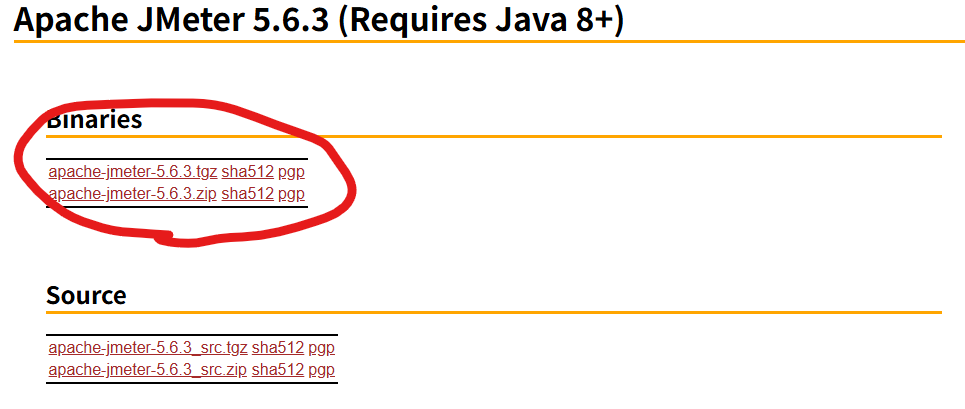 Apache JMeter 5.6.3 (Requires Java 8+)
Binaries
apache-jmeter-5.6.3.tgz sha512 pgp
apache-jmeter-5.6.3.zip sha512 pgp
Source
apache-jmeter-5.6.3_src.tgz sha512 pgp
apache-jmeter-5.6.3_src.zip sha512 pgp